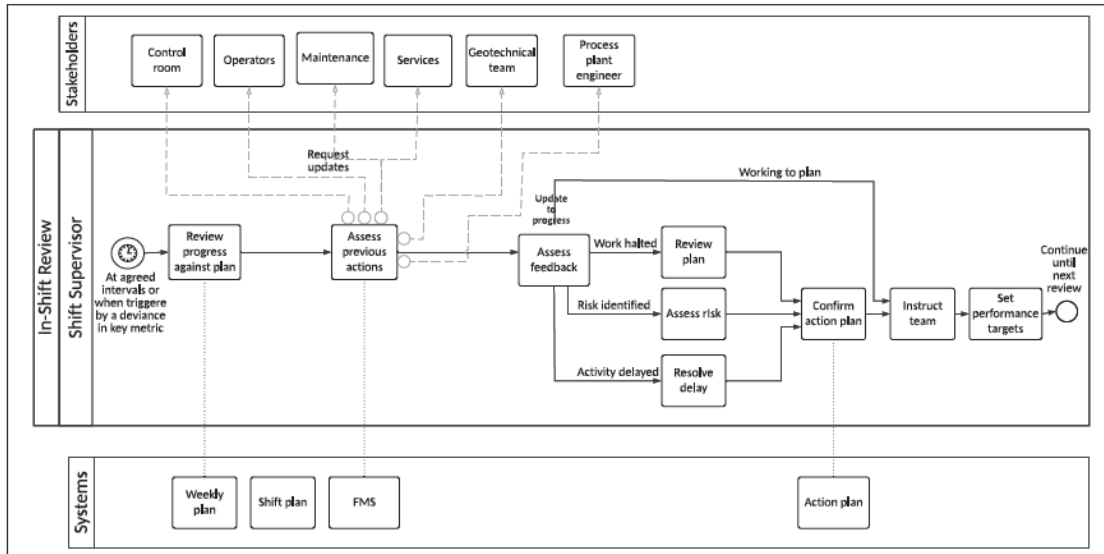 Stakeholders
Control
room
Operators
Maintenance
Services
Geotechnical
team
Process
plant
engineer
In-Shift Review
Shift Supervisor
Request
updates
Working to plan
Update
to
progress
Review
progress
against plan
Assess
previous
actions
Assess
feedback
Work halted
Review
plan
Continue
until
next
review
At agreed
intervals or
when triggere
by a deviance
in key metric
Risk identified
Assess risk
Confirm
action plan
Instruct
team
Set
performance
targets
Activity delayed
Resolve
delay
Systems
Weekly
plan
Shift plan
FMS
Action plan